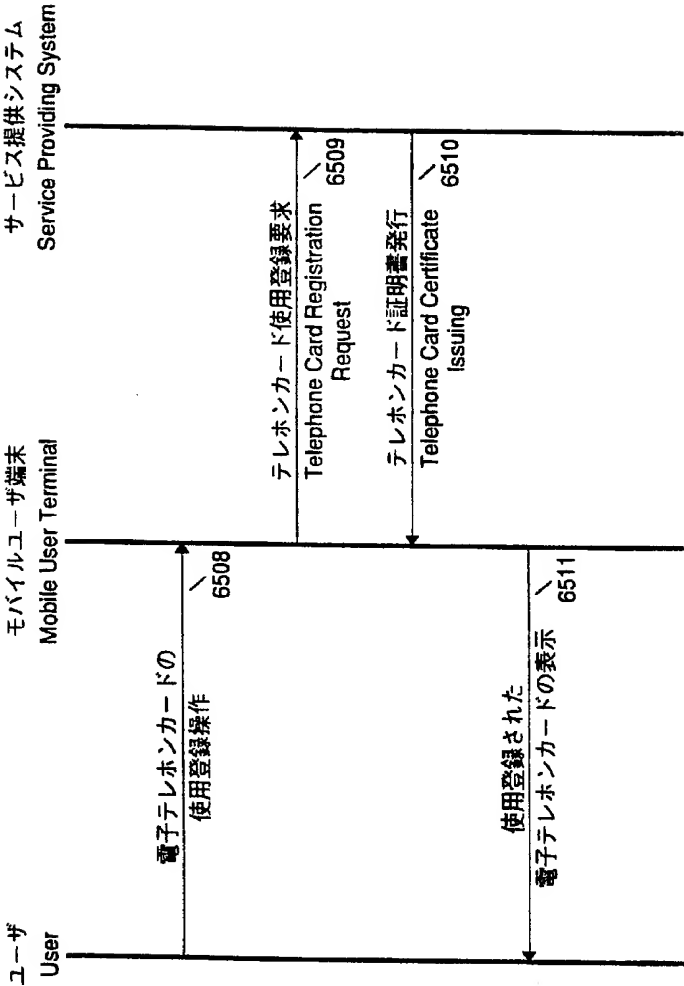 ユーザ
User
モバイルユーザ端末
Mobile User Terminal
サービス提供システム
Service Providing System
電子テレホンカードの
使用登録操作
6508
テレホンカード使用登録要求
Telephone Card Registration
Request
6509
テレホンカード証明書発行
Telephone Card Certificate
Issuing
6510
使用登録された
電子テレホンカードの表示
6511